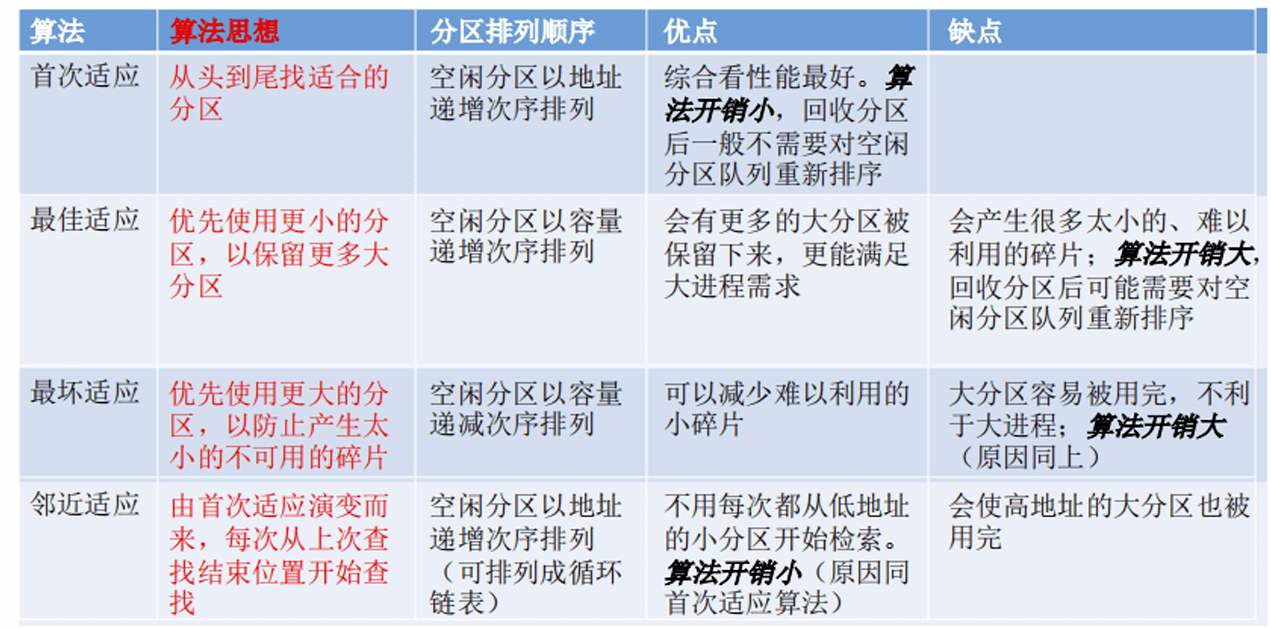 算法
算法思想
分区排列顺序
优点
缺点
首次适应
从头到尾找适合的
分区
空闲分区以地址
递增次序排列
综合看性能最好。算
法开销小，回收分区
后一般不需要对空闲
分区队列重新排序
最佳适应
优先使用更小的分
区，以保留更多大
分区
空闲分区以容量
递增次序排列
会有更多的大分区被
保留下来，更能满足
大进程需求
会产生很多太小的、难以
利用的碎片；算法开销大，
回收分区后可能需要对空
闲分区队列重新排序
最坏适应
优先使用更大的分
区，以防止产生太
小的不可用的碎片
空闲分区以容量
递减次序排列
可以减少难以利用的
小碎片
大分区容易被用完，不利
于大进程；算法开销大
（原因同上）
邻近适应
由首次适应演变而
来，每次从上次查
找结束位置开始查
找
空闲分区以地址
递增次序排列
（可排列成循环
链表）
不用每次都从低地址
的小分区开始检索。
算法开销小（原因同
首次适应算法）
会使高地址的大分区也被
用完